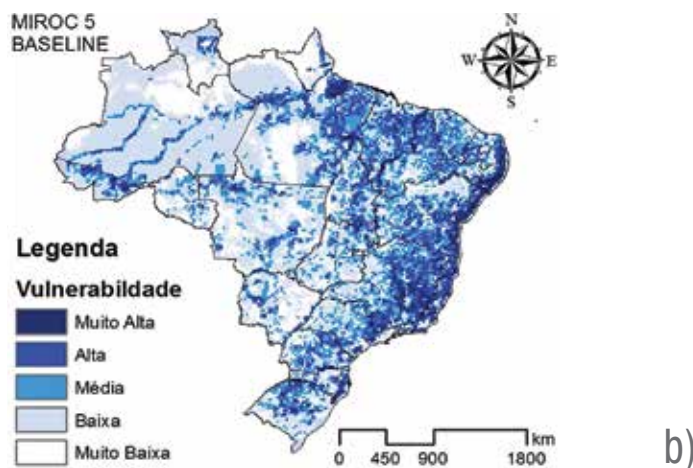 MIROC 5
BASELINE
N
W E
S
Legenda
Vulnerabildade
Muito Alta
Alta
Média
Baixa
Muito Baixa
km
0 450 900 1800
b)